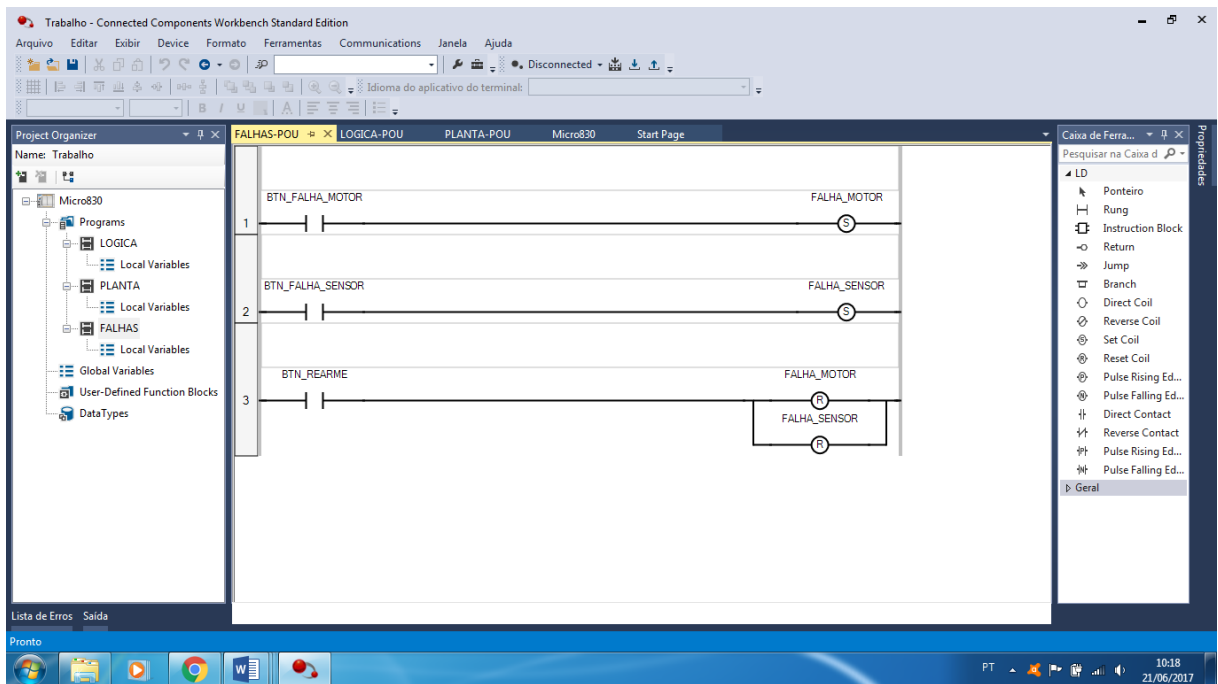 Trabalho - Connected Components Workbench Standard Edition
Arquivo Editar Exibir Device Formato Ferramentas Communications Janela Ajuda
Disconnected
Idioma do aplicativo do terminal:
B I U A
Project Organizer
Name: Trabalho
Micro830
Programs
LOGICA
Local Variables
PLANTA
Local Variables
FALHAS
Local Variables
Global Variables
User-Defined Function Blocks
DataTypes
FALHAS-POU LOGICA-POU PLANTA-POU Micro830 Start Page
BTN_FALHA_MOTOR FALHA_MOTOR
1 S
BTN_FALHA_SENSOR FALHA_SENSOR
2 S
BTN_REARME FALHA_MOTOR
3 R
FALHA_SENSOR
R
Caixa de Ferra...
Pesquisar na Caixa d
LD
Ponteiro
Rung
Instruction Block
Return
Jump
Branch
Direct Coil
Reverse Coil
Set Coil
Reset Coil
Pulse Rising Ed...
Pulse Falling Ed...
Direct Contact
Reverse Contact
Pulse Rising Ed...
Pulse Falling Ed...
Geral
Propriedades
Lista de Erros Saída
Pronto
PT 10:18
21/06/2017